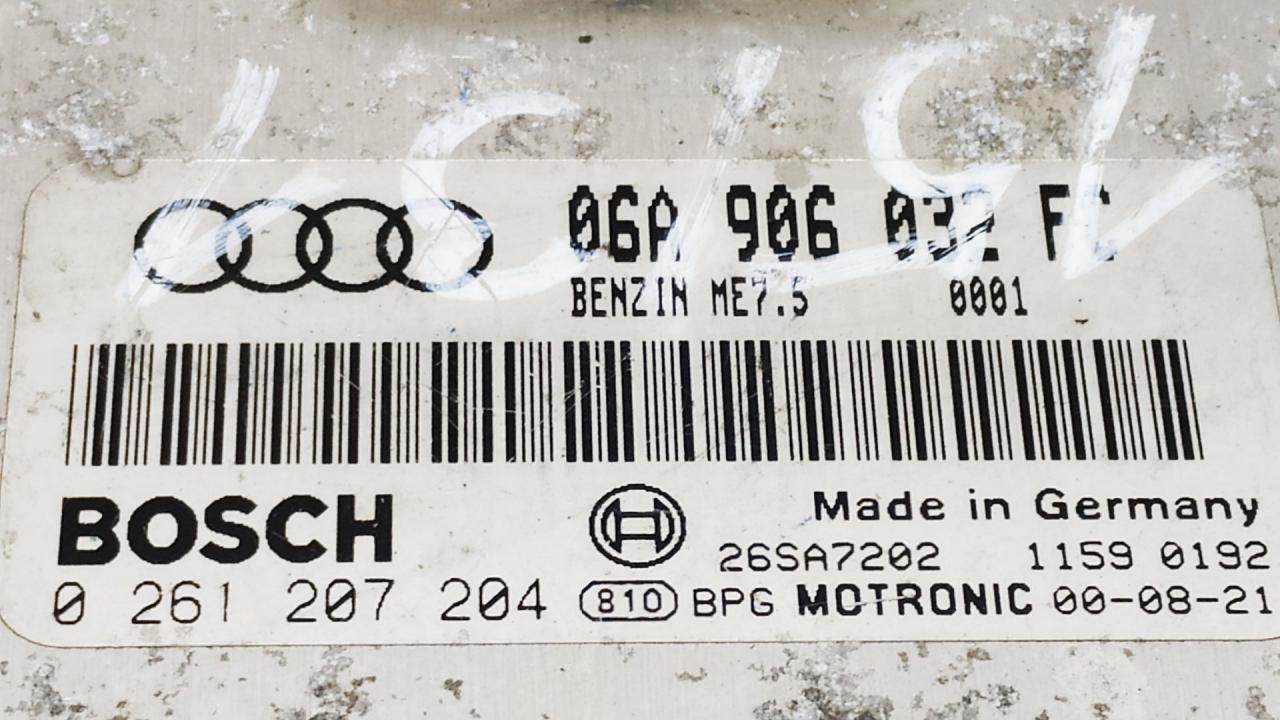 06A 906 032 FC
BENZIN ME7.5 0001
BOSCH
Made in Germany
26SA7202 1159 0192
0 261 207 204 810 BPG MOTRONIC 00-08-21